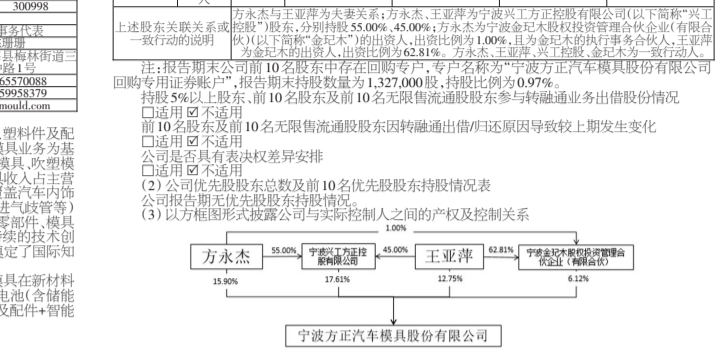 300998
事务代表
县梅林街道三
路1号
65570088
59958379
mould.com
塑料件及配
模具业务为基
模具、吹塑模
收入占主营
覆盖汽车内饰
进气歧管等)
零部件、模具
持续的技术创
奠定了国际知
模具在新材料
电池(含储能
及配件+智能
人
上述股东关联关系或一致行动的说明
方永杰与王亚萍为夫妻关系;方永杰、王亚萍为宁波兴工方正控股有限公司(以下简称“兴工
控股”)股东,分别持股55.00%、45.00%;方永杰为宁波金玘木股权投资管理合伙企业(有限合
伙)(以下简称“金玘木”)的出资人,出资比例为1.00%,且为金玘木的执行事务合伙人,王亚萍
为金玘木的出资人,出资比例为62.81%。方永杰、王亚萍、兴工控股、金玘木为一致行动人。
注:报告期末公司前10名股东中存在回购专户,专户名称为“宁波方正汽车模具股份有限公司
回购专用证券账户”,报告期末持股数量为1,327,000股,持股比例为0.97%。
持股5%以上股东、前10名股东及前10名无限售流通股股东参与转融通业务出借股份情况
□适用 ☑不适用
前10名股东及前10名无限售流通股股东因转融通出借/归还原因导致较上期发生变化
□适用 ☑不适用
公司是否具有表决权差异安排
□适用 ☑不适用
(2)公司优先股股东总数及前10名优先股股东持股情况表
公司报告期无优先股股东持股情况。
(3)以方框图形式披露公司与实际控制人之间的产权及控制关系
1.00%
方永杰
55.00%
宁波兴工方正控
股有限公司
45.00%
王亚萍
62.81%
宁波金玘木股权投资管理合
伙企业(有限合伙)
15.90%
17.61%
12.75%
6.12%
宁波方正汽车模具股份有限公司